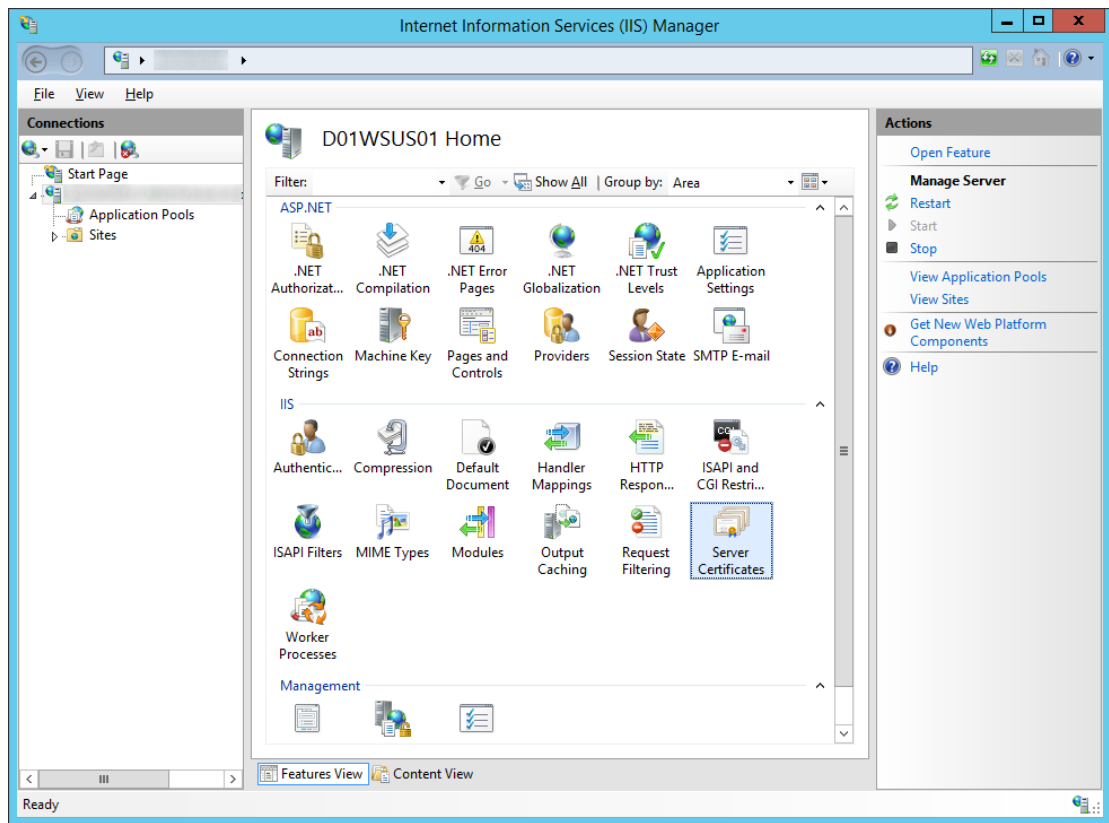 Internet Information Services (IIS) Manager
File View Help
Connections
Start Page
Application Pools
Sites
D01WSUS01 Home
Filter: Go Show All Group by: Area
ASP.NET
.NET Authorizat...
.NET Compilation
404
.NET Error Pages
.NET Globalization
.NET Trust Levels
Application Settings
ab
Connection Strings
Machine Key
Pages and Controls
Providers
Session State
SMTP E-mail
IIS
Authentic...
Compression
Default Document
Handler Mappings
HTTP Respon...
ISAPI and CGI Restri...
ISAPI Filters
MIME Types
Modules
Output Caching
Request Filtering
Server Certificates
Worker Processes
Management
Features View Content View
Actions
Open Feature
Manage Server
Restart
Start
Stop
View Application Pools
View Sites
Get New Web Platform
Components
Help
Ready